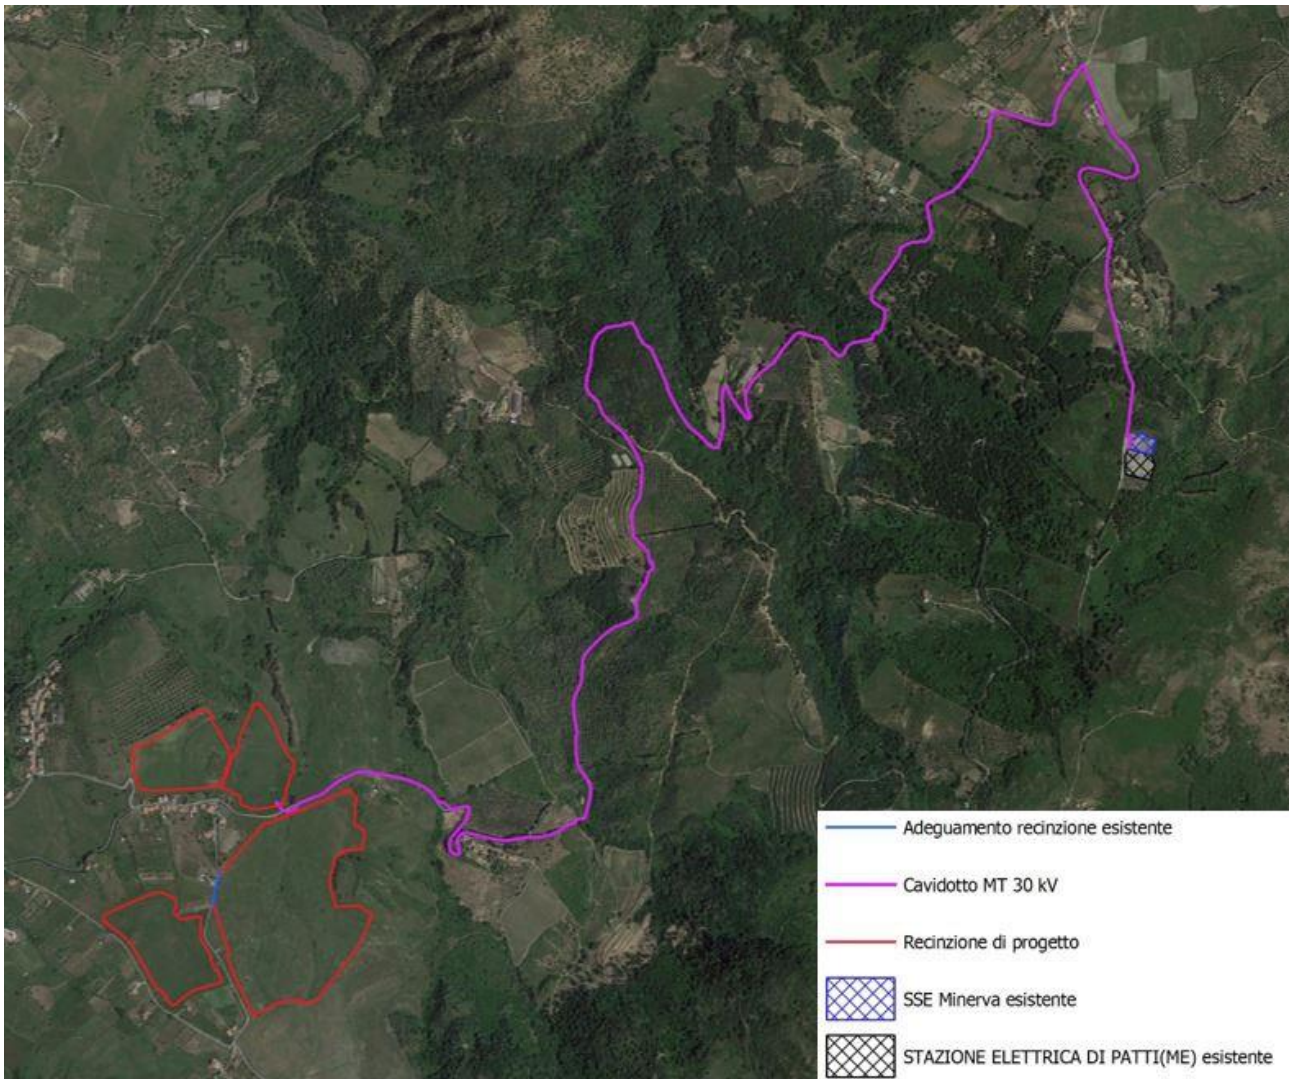 Adeguamento recinzione esistente
Cavidotto MT 30 kV
Recinzione di progetto
SSE Minerva esistente
STAZIONE ELETTRICA DI PATTI(ME) esistente